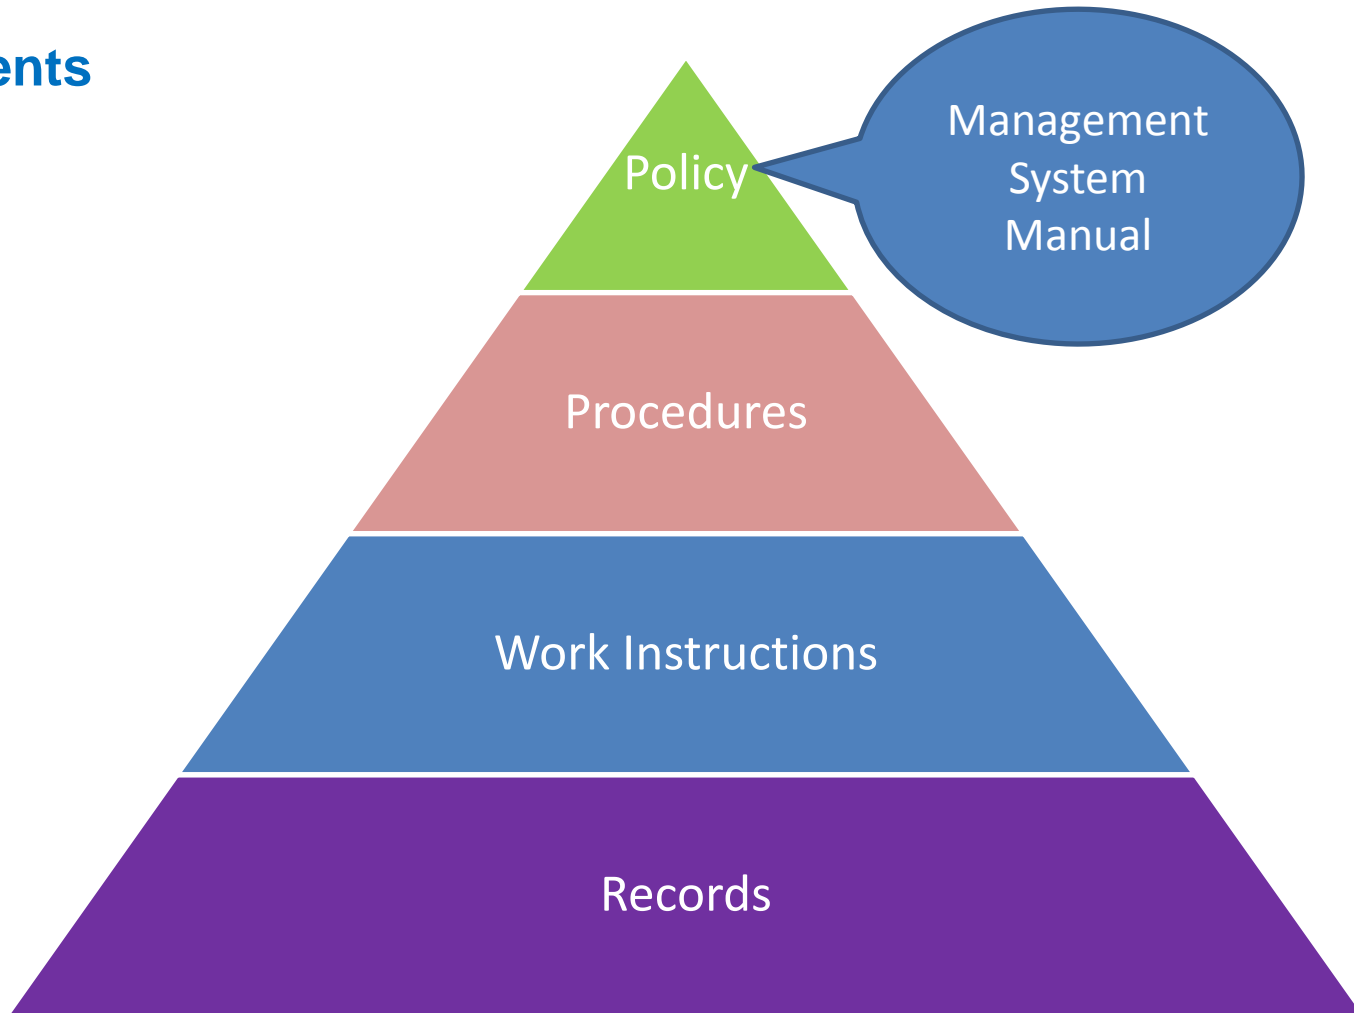 ents
Policy
Management
System
Manual
Procedures
Work Instructions
Records